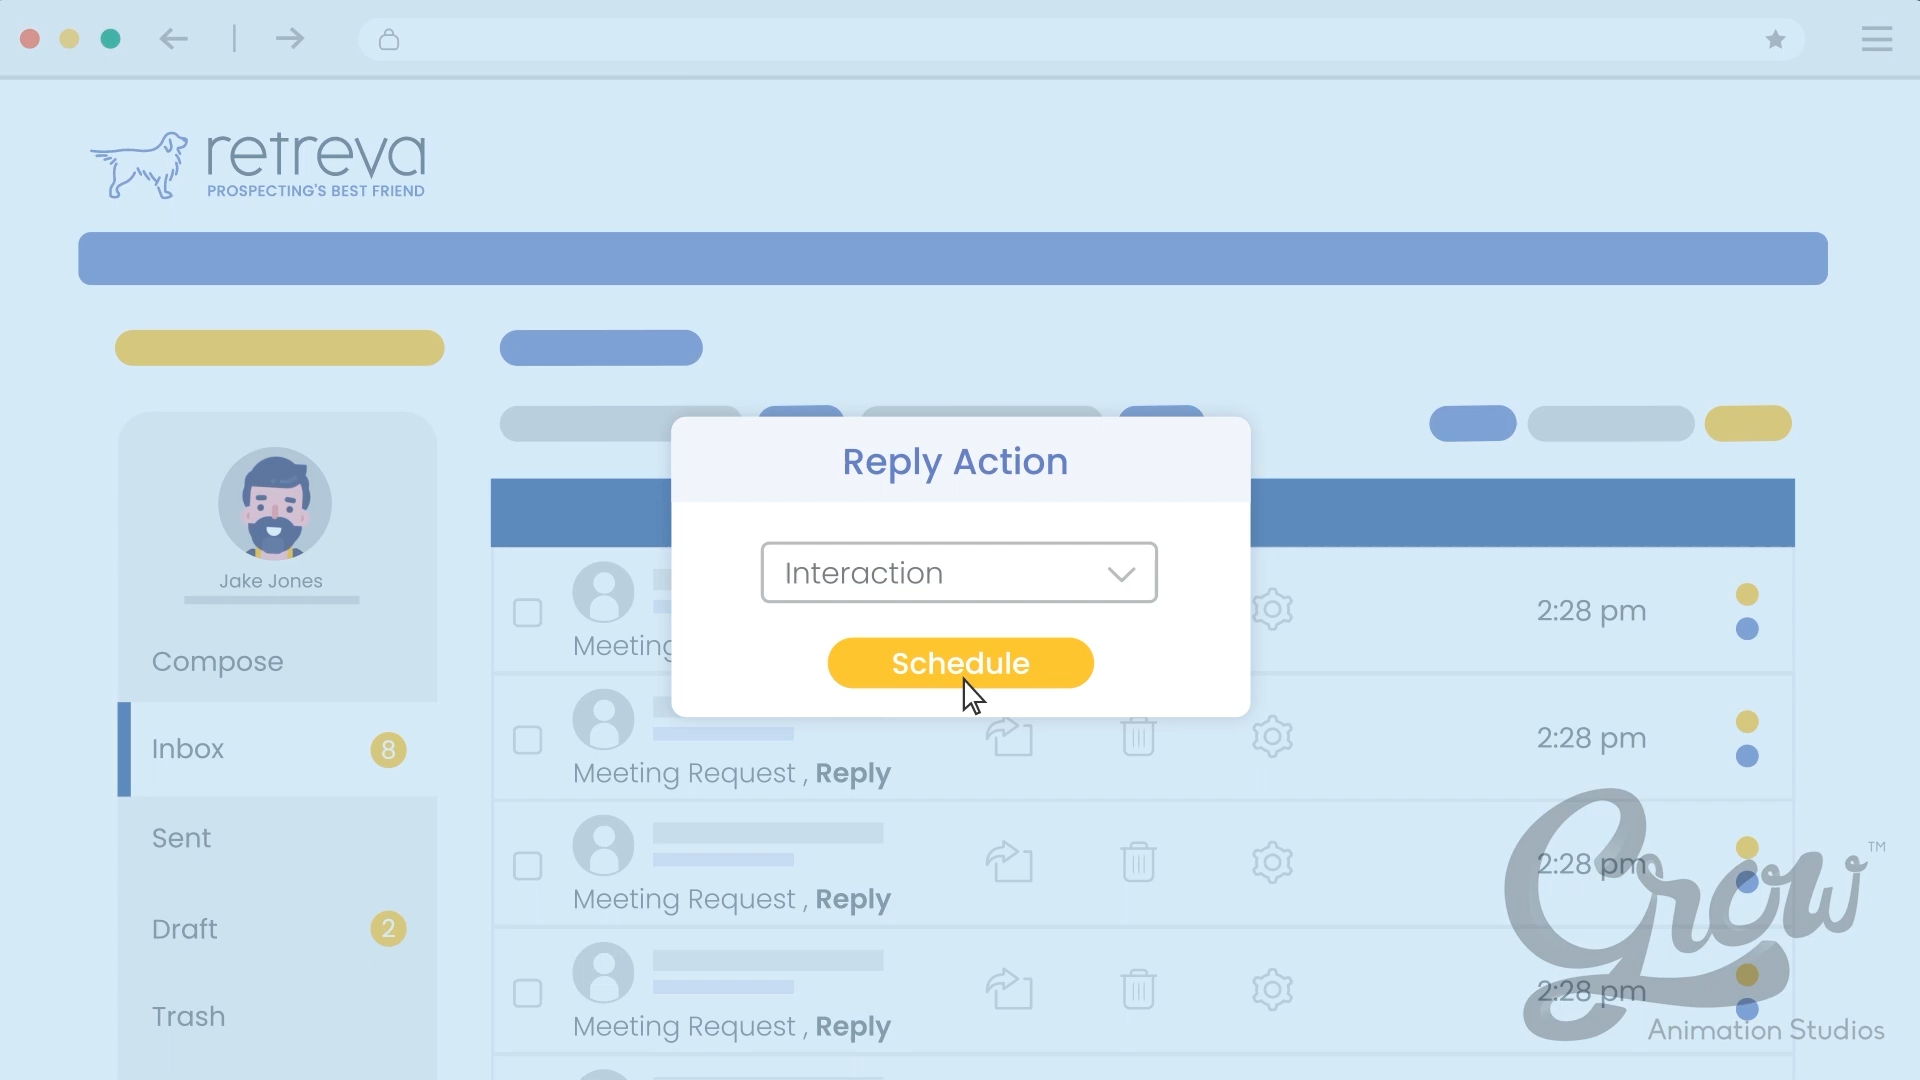 retreva
PROSPECTING'S BEST FRIEND
Reply Action
Interaction
Schedule
Jake Jones
Compose
Inbox 8
Sent
Draft 2
Trash
Meeting
2:28 pm
Meeting Request , Reply
2:28 pm
Meeting Request , Reply
2:28 pm
Meeting Request , Reply
2:28 pm
Grow TM
Animation Studios